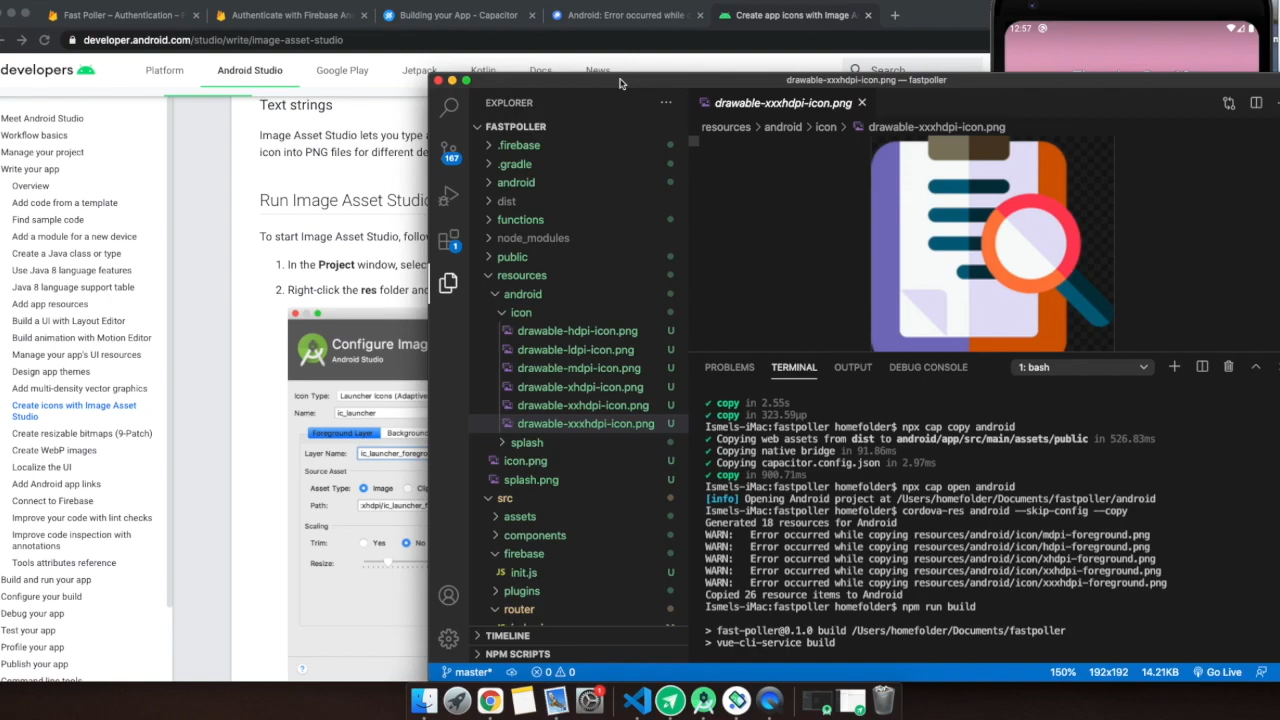 Fast Poller – Authentication – F
Authenticate with Firebase An
Building your App - Capacitor
Android: Error occurred while c
Create app icons with Image A
12:57
developer.android.com/studio/write/image-asset-studio
developers
Platform
Android Studio
Google Play
Jetpack
Kotlin
Docs
News
Search
Meet Android Studio
Workflow basics
Manage your project
Write your app
Overview
Add code from a template
Find sample code
Add a module for a new device
Create a Java class or type
Use Java 8 language features
Java 8 language support table
Add app resources
Build a UI with Layout Editor
Build animation with Motion Editor
Manage your app's UI resources
Design app themes
Add multi-density vector graphics
Create icons with Image Asset
Studio
Create resizable bitmaps (9-Patch)
Create WebP images
Localize the UI
Add Android app links
Connect to Firebase
Improve your code with lint checks
Improve code inspection with
annotations
Tools attributes reference
Build and run your app
Configure your build
Debug your app
Test your app
Profile your app
Publish your app
Command line tools
Text strings
Image Asset Studio lets you type a
icon into PNG files for different de
Run Image Asset Studio
To start Image Asset Studio, follow
1. In the Project window, selec
2. Right-click the res folder and
Configure Imag
Android Studio
Icon Type: Launcher Icons (Adaptive
Name: ic_launcher
Foreground Layer
Background
Layer Name: ic_launcher_foregro
Source Asset
Asset Type: Image Clip
Path: :xhdpi/ic_launcher_f
Scaling
Trim: Yes No
Resize:
?
drawable-xxxhdpi-icon.png — fastpoller
EXPLORER
FASTPOLLER
167
1
.firebase
.gradle
android
dist
functions
node_modules
public
resources
android
icon
drawable-hdpi-icon.png U
drawable-ldpi-icon.png U
drawable-mdpi-icon.png U
drawable-xhdpi-icon.png U
drawable-xxhdpi-icon.png U
drawable-xxxhdpi-icon.png U
splash
icon.png U
splash.png U
src
assets
components
firebase
init.js U
plugins
router
TIMELINE
NPM SCRIPTS
drawable-xxxhdpi-icon.png
resources > android > icon > drawable-xxxhdpi-icon.png
PROBLEMS
TERMINAL
OUTPUT
DEBUG CONSOLE
1: bash
✔ copy in 2.55s
✔ copy in 323.59μp
Ismels-iMac:fastpoller homefolder$ npx cap copy android
✔ Copying web assets from dist to android/app/src/main/assets/public in 526.83ms
✔ Copying native bridge in 91.86ms
✔ Copying capacitor.config.json in 2.97ms
✔ copy in 900.71ms
Ismels-iMac:fastpoller homefolder$ npx cap open android
[info] Opening Android project at /Users/homefolder/Documents/fastpoller/android
Ismels-iMac:fastpoller homefolder$ cordova-res android --skip-config --copy
Generated 18 resources for Android
WARN: Error occurred while copying resources/android/icon/mdpi-foreground.png
WARN: Error occurred while copying resources/android/icon/hdpi-foreground.png
WARN: Error occurred while copying resources/android/icon/xhdpi-foreground.png
WARN: Error occurred while copying resources/android/icon/xxhdpi-foreground.png
WARN: Error occurred while copying resources/android/icon/xxxhdpi-foreground.png
Copied 26 resource items to Android
Ismels-iMac:fastpoller homefolder$ npm run build
> fast-poller@0.1.0 build /Users/homefolder/Documents/fastpoller
> vue-cli-service build
master*
0 0
150%
192x192
14.21KB
Go Live
1